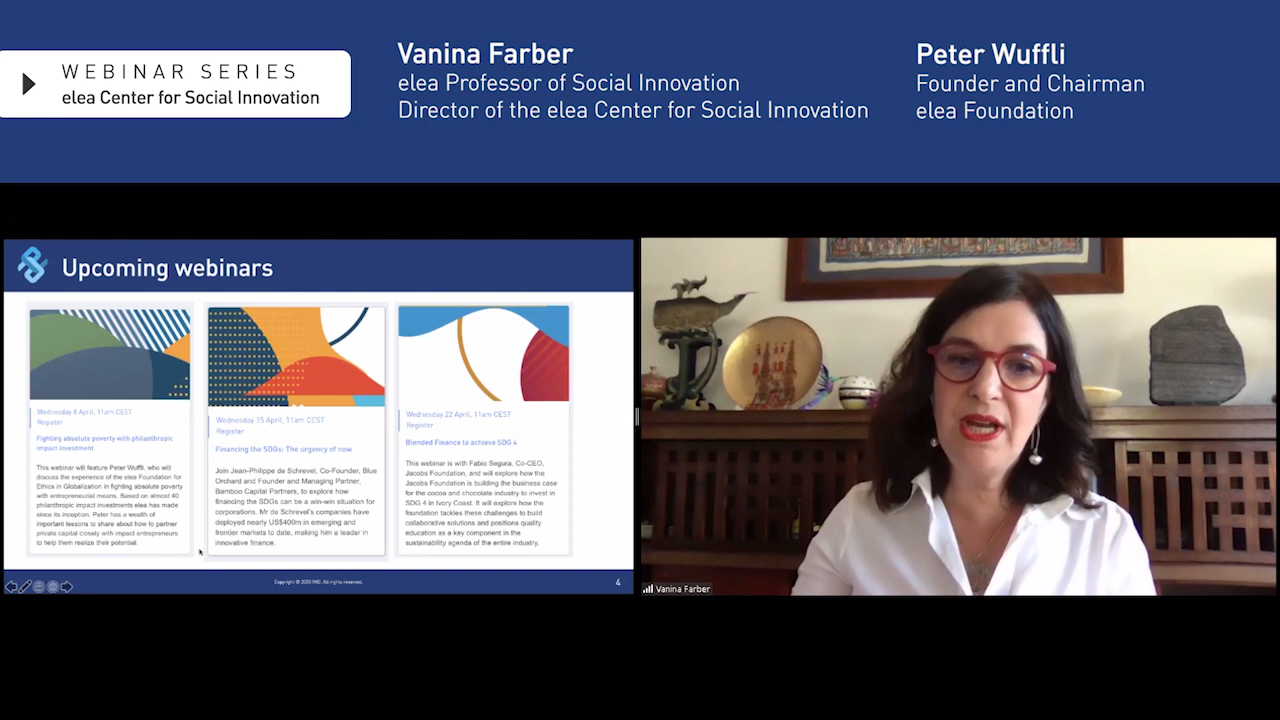 WEBINAR SERIES
elea Center for Social Innovation
Vanina Farber
elea Professor of Social Innovation
Director of the elea Center for Social Innovation
Peter Wuffli
Founder and Chairman
elea Foundation
Upcoming webinars
Wednesday 8 April, 11am CEST
Register
Fighting absolute poverty with philanthropic
impact investment
This webinar will feature Peter Wuffli, who will
discuss the experience of the elea Foundation for
Ethics in Globalization in fighting absolute poverty
with entrepreneurial means. Based on almost 40
philanthropic impact investments elea has made
since its inception, Peter has a wealth of
important lessons to share about how to partner
private capital closely with impact entrepreneurs
to help them realize their potential.
Wednesday 15 April, 11am CEST
Register
Financing the SDGs: The urgency of now
Join Jean-Philippe de Schrevel, Co-Founder, Blue
Orchard and Founder and Managing Partner,
Bamboo Capital Partners, to explore how
financing the SDGs can be a win-win situation for
corporations. Mr de Schrevel's companies have
deployed nearly US$400m in emerging and
frontier markets to date, making him a leader in
innovative finance.
Wednesday 22 April, 11am CEST
Register
Blended Finance to achieve SDG 4
This webinar is with Fabio Segura, Co-CEO,
Jacobs Foundation, and will explore how the
Jacobs Foundation is building the business case
for the cocoa and chocolate industry to invest in
SDG 4 in Ivory Coast. It will explore how the
foundation tackles these challenges to build
collaborative solutions and positions quality
education as a key component in the
sustainability agenda of the entire industry.
Copyright © 2020 IMD. All rights reserved.
4
Vanina Farber